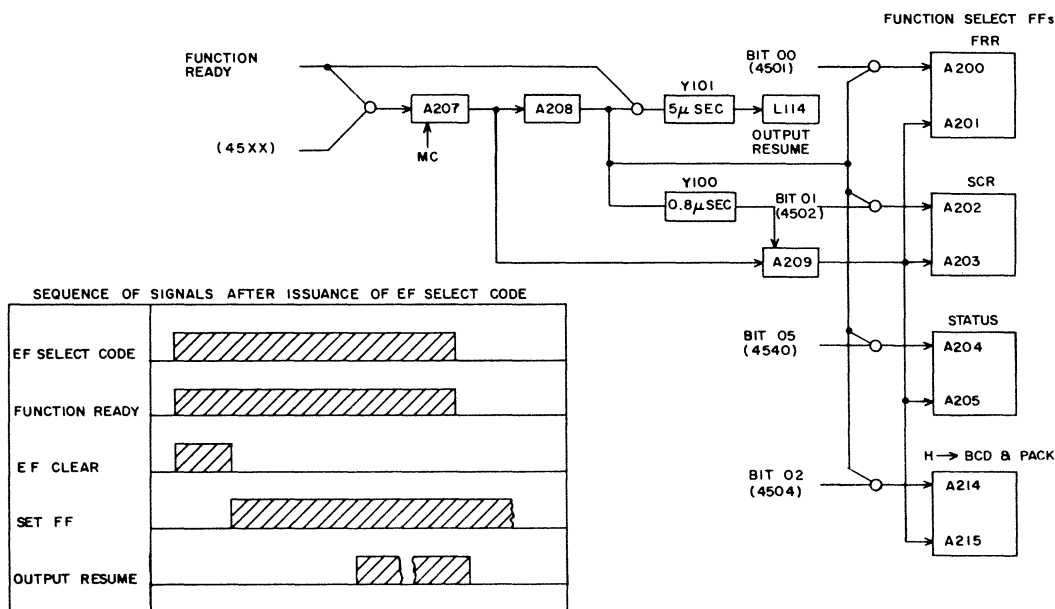 FUNCTION SELECT FFs
FRR
FUNCTION
READY
BIT 00
(4501)
A200
Y101
A207
A208
5μ SEC
L114
A201
OUTPUT
RESUME
(45XX)
MC
SCR
Y100
BIT 01
(4502)
A202
0.8μSEC
A209
A203
SEQUENCE OF SIGNALS AFTER ISSUANCE OF EF SELECT CODE
STATUS
BIT 05
(4540)
A204
EF SELECT CODE
A205
FUNCTION READY
H → BCD & PACK
EF CLEAR
BIT 02
(4504)
A214
SET FF
A215
OUTPUT RESUME